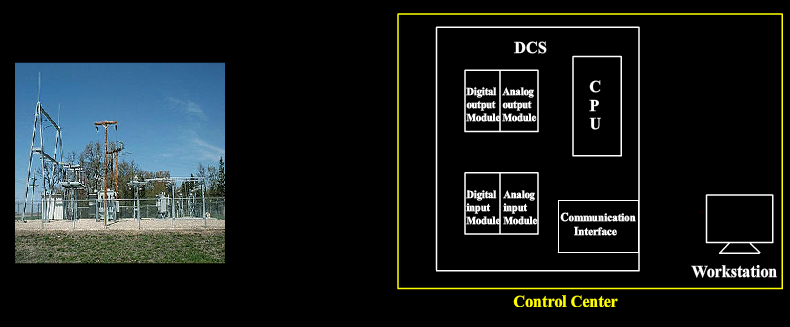 DCS
Digital
output
Module
Analog
output
Module
C
P
U
Digital
input
Module
Analog
input
Module
Communication
Interface
Workstation
Control Center